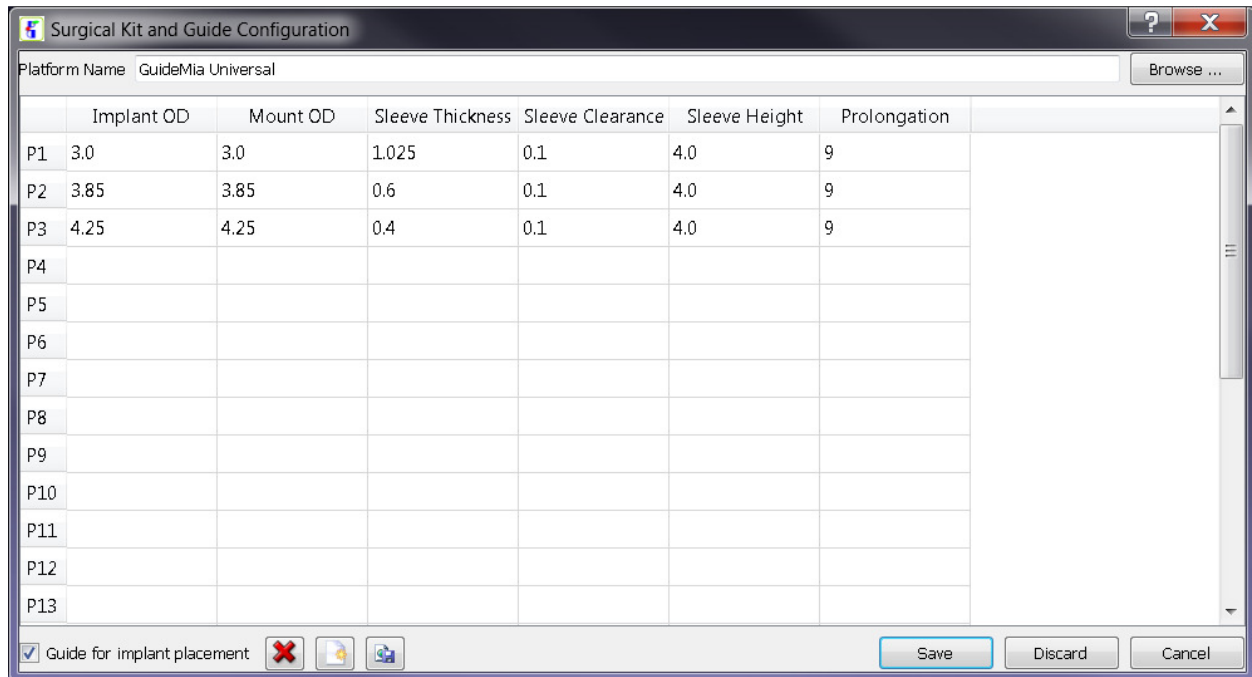 Surgical Kit and Guide Configuration ? X
Platform Name GuideMia Universal Browse ...
Implant OD Mount OD Sleeve Thickness Sleeve Clearance Sleeve Height Prolongation
P1 3.0 3.0 1.025 0.1 4.0 9
P2 3.85 3.85 0.6 0.1 4.0 9
P3 4.25 4.25 0.4 0.1 4.0 9
P4
P5
P6
P7
P8
P9
P10
P11
P12
P13
Guide for implant placement Save Discard Cancel